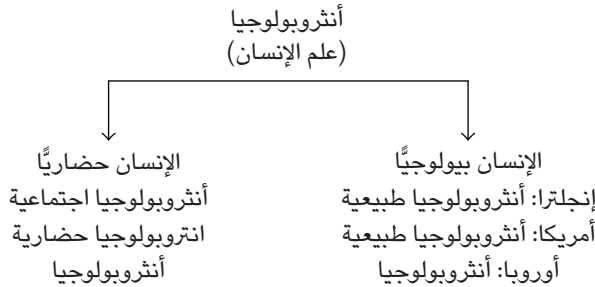 أنثروبولوجيا
(علم الإنسان)
الإنسان بيولوجيًّا
إنجلترا: أنثروبولوجيا طبيعية
أمريكا: أنثروبولوجيا طبيعية
أوروبا: أنثروبولوجيا
الإنسان حضاريًّا
أنثروبولوجيا اجتماعية
انتروبولوجيا حضارية
أنثروبولوجيا